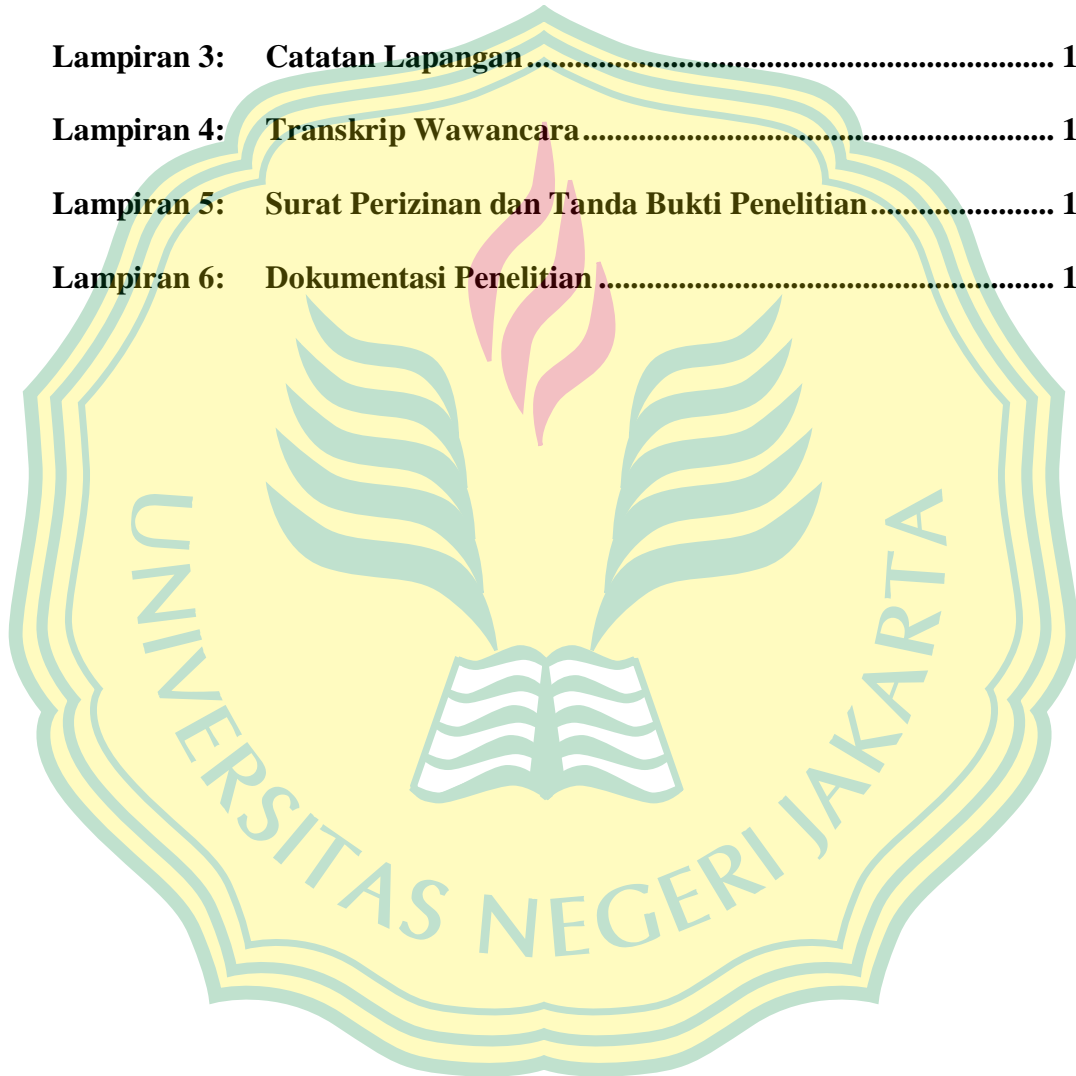 Lampiran 3: Catatan Lapangan.................................................................... 1
Lampiran 4: Transkrip Wawancara............................................................. 1
Lampiran 5: Surat Perizinan dan Tanda Bukti Penelitian........................ 1
Lampiran 6: Dokumentasi Penelitian........................................................... 1
UNIVERSITAS NEGERI JAKARTA